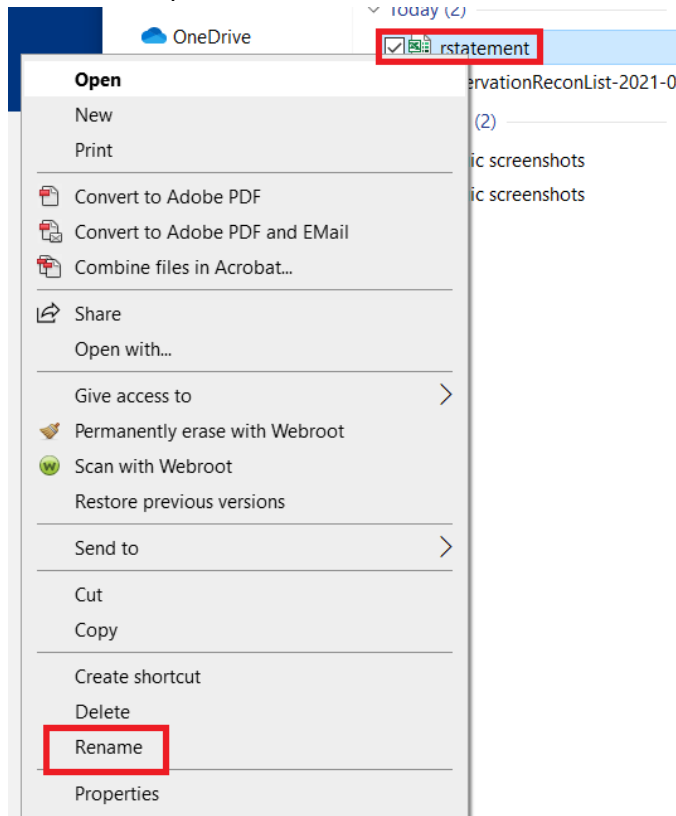 Today (2)
OneDrive
rstatement
ervationReconList-2021-0
(2)
ic screenshots
ic screenshots
Open
New
Print
Convert to Adobe PDF
Convert to Adobe PDF and EMail
Combine files in Acrobat...
Share
Open with...
Give access to
Permanently erase with Webroot
Scan with Webroot
Restore previous versions
Send to
Cut
Copy
Create shortcut
Delete
Rename
Properties